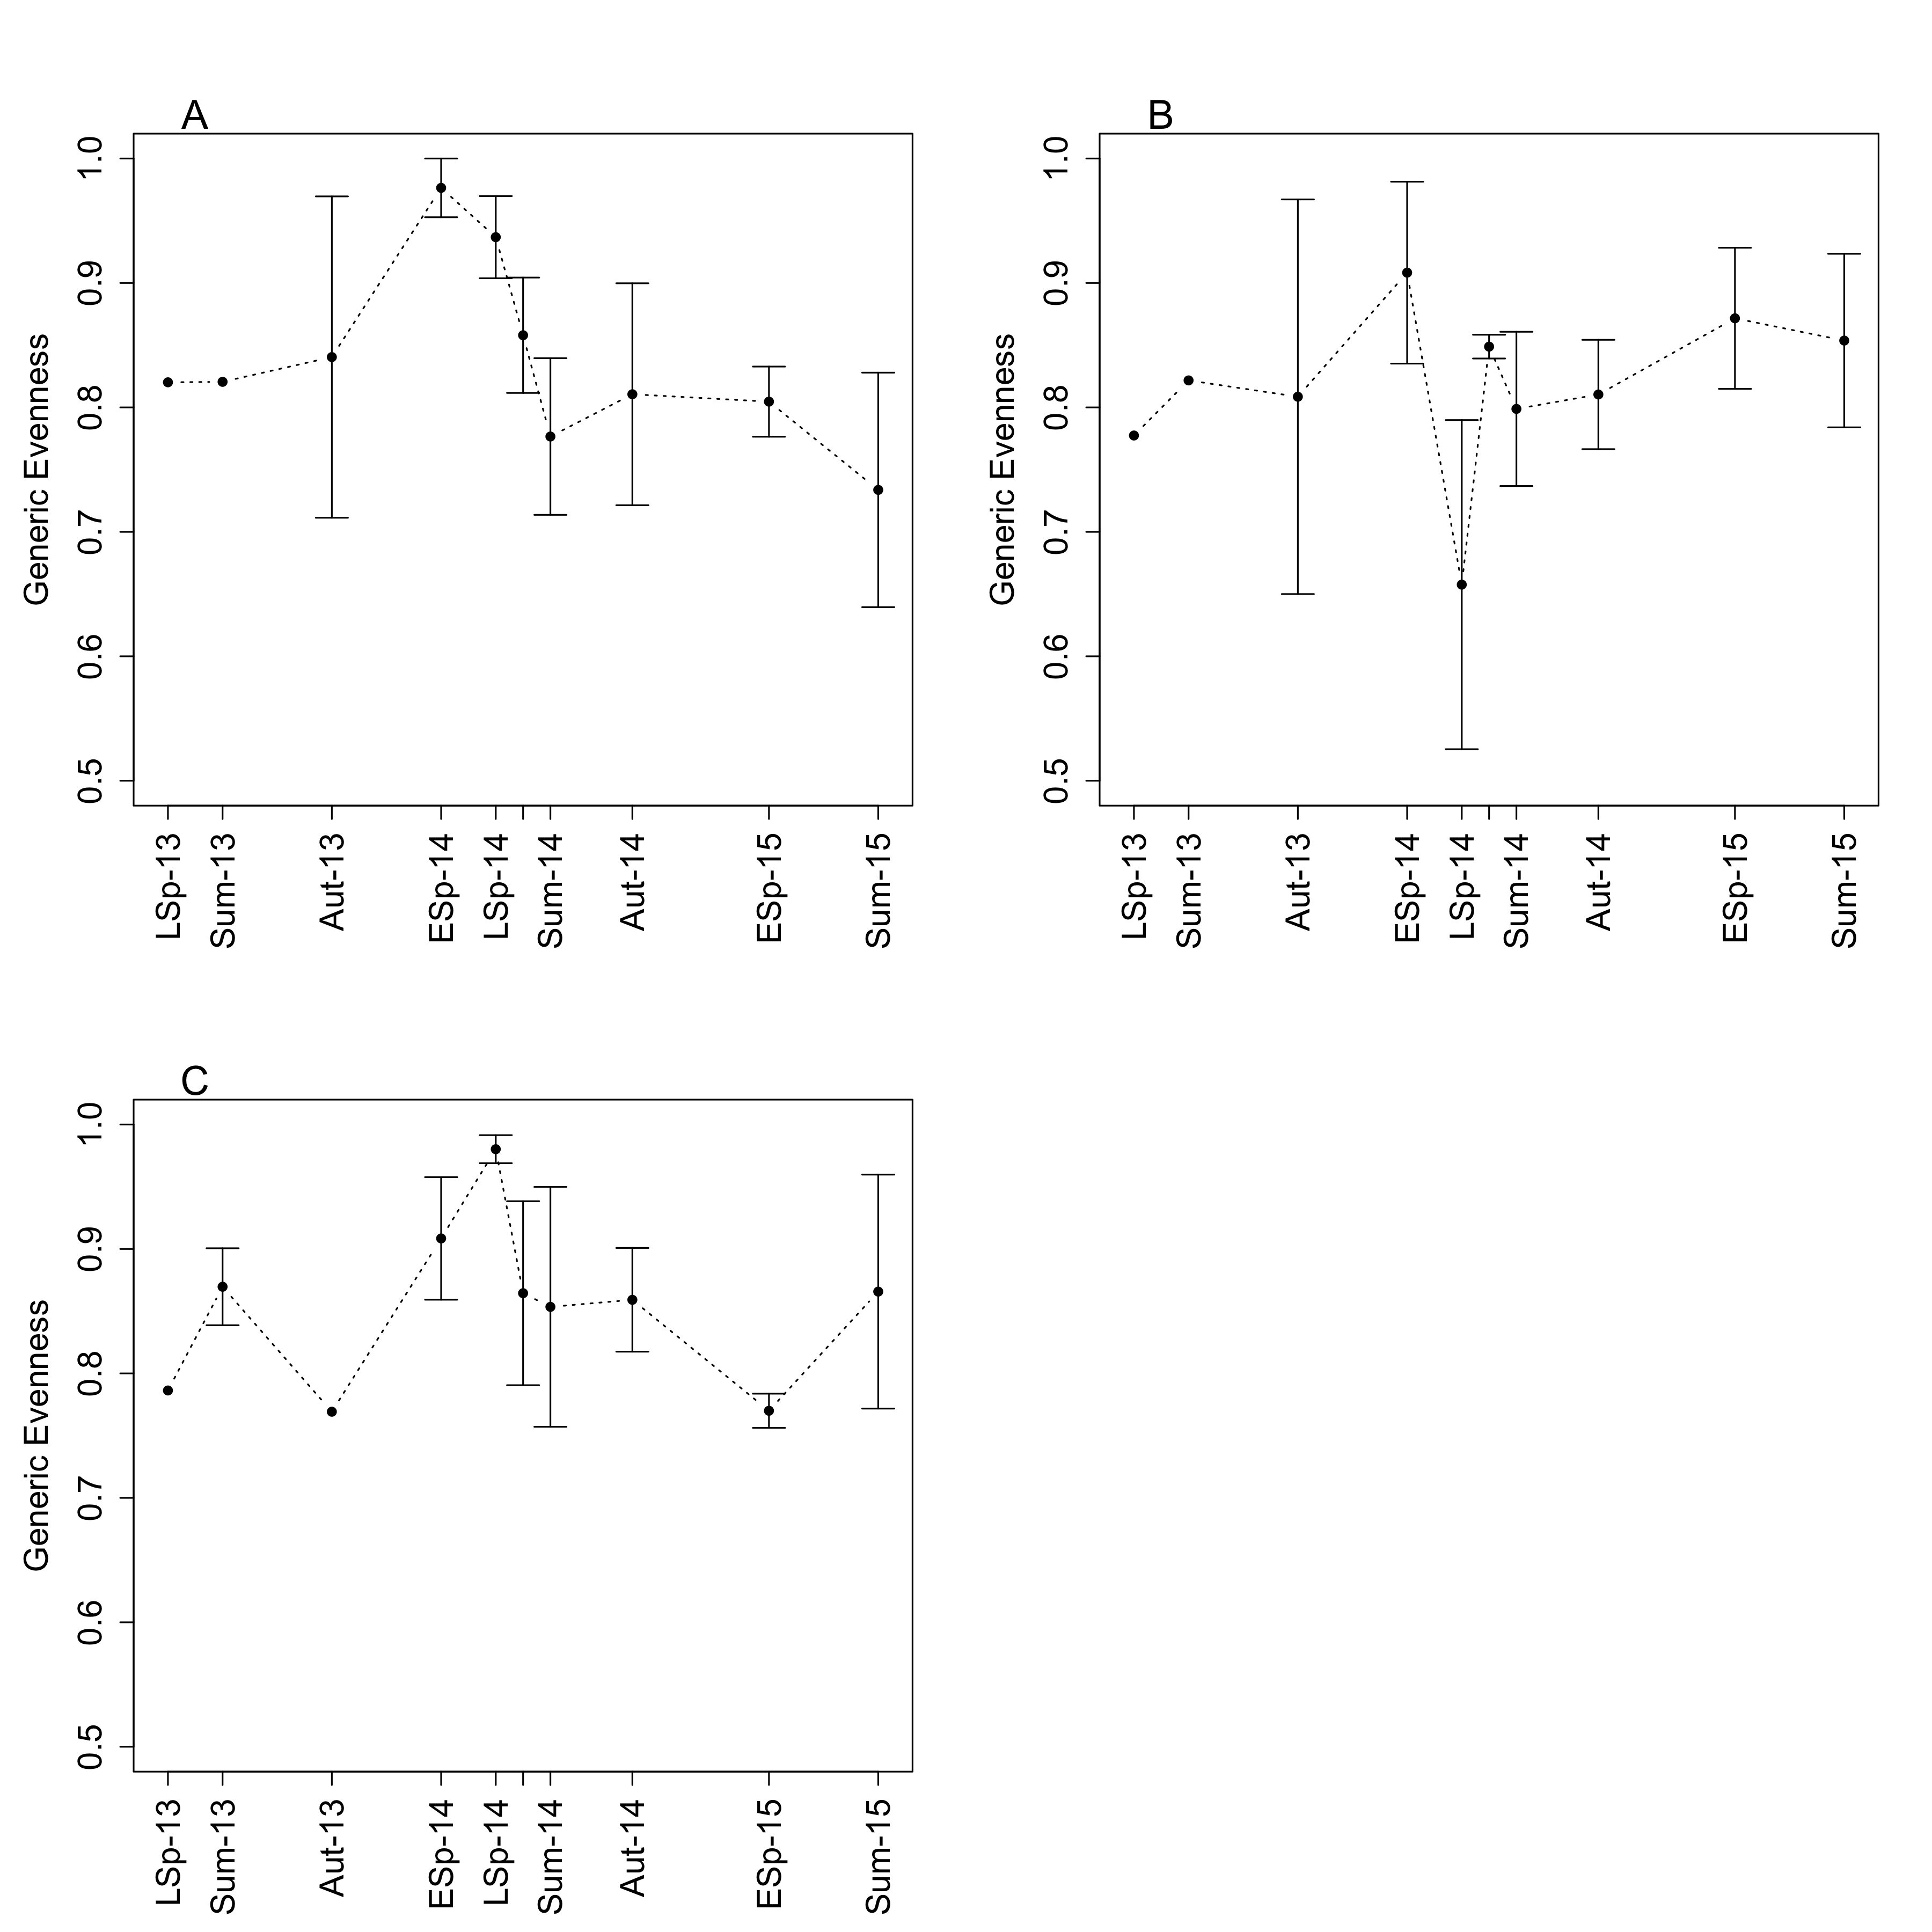 A
Generic Evenness
1.0
0.9
0.8
0.7
0.6
0.5
LSp-13
Sum-13
Aut-13
ESp-14
LSp-14
Sum-14
Aut-14
ESp-15
Sum-15
B
Generic Evenness
1.0
0.9
0.8
0.7
0.6
0.5
LSp-13
Sum-13
Aut-13
ESp-14
LSp-14
Sum-14
Aut-14
ESp-15
Sum-15
C
Generic Evenness
1.0
0.9
0.8
0.7
0.6
0.5
LSp-13
Sum-13
Aut-13
ESp-14
LSp-14
Sum-14
Aut-14
ESp-15
Sum-15